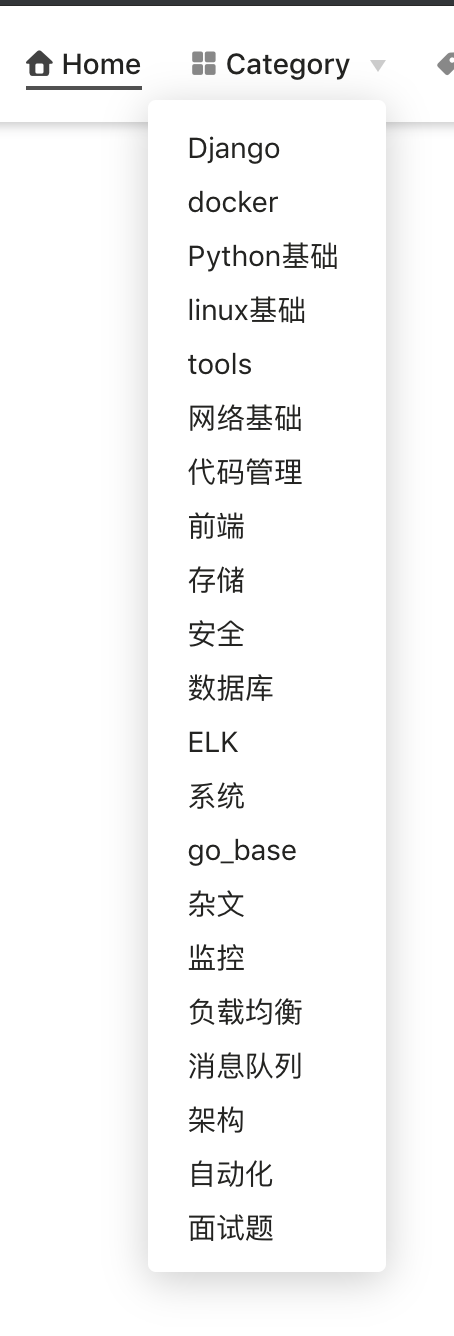 Home Category
Django
docker
Python基础
linux基础
tools
网络基础
代码管理
前端
存储
安全
数据库
ELK
系统
go_base
杂文
监控
负载均衡
消息队列
架构
自动化
面试题